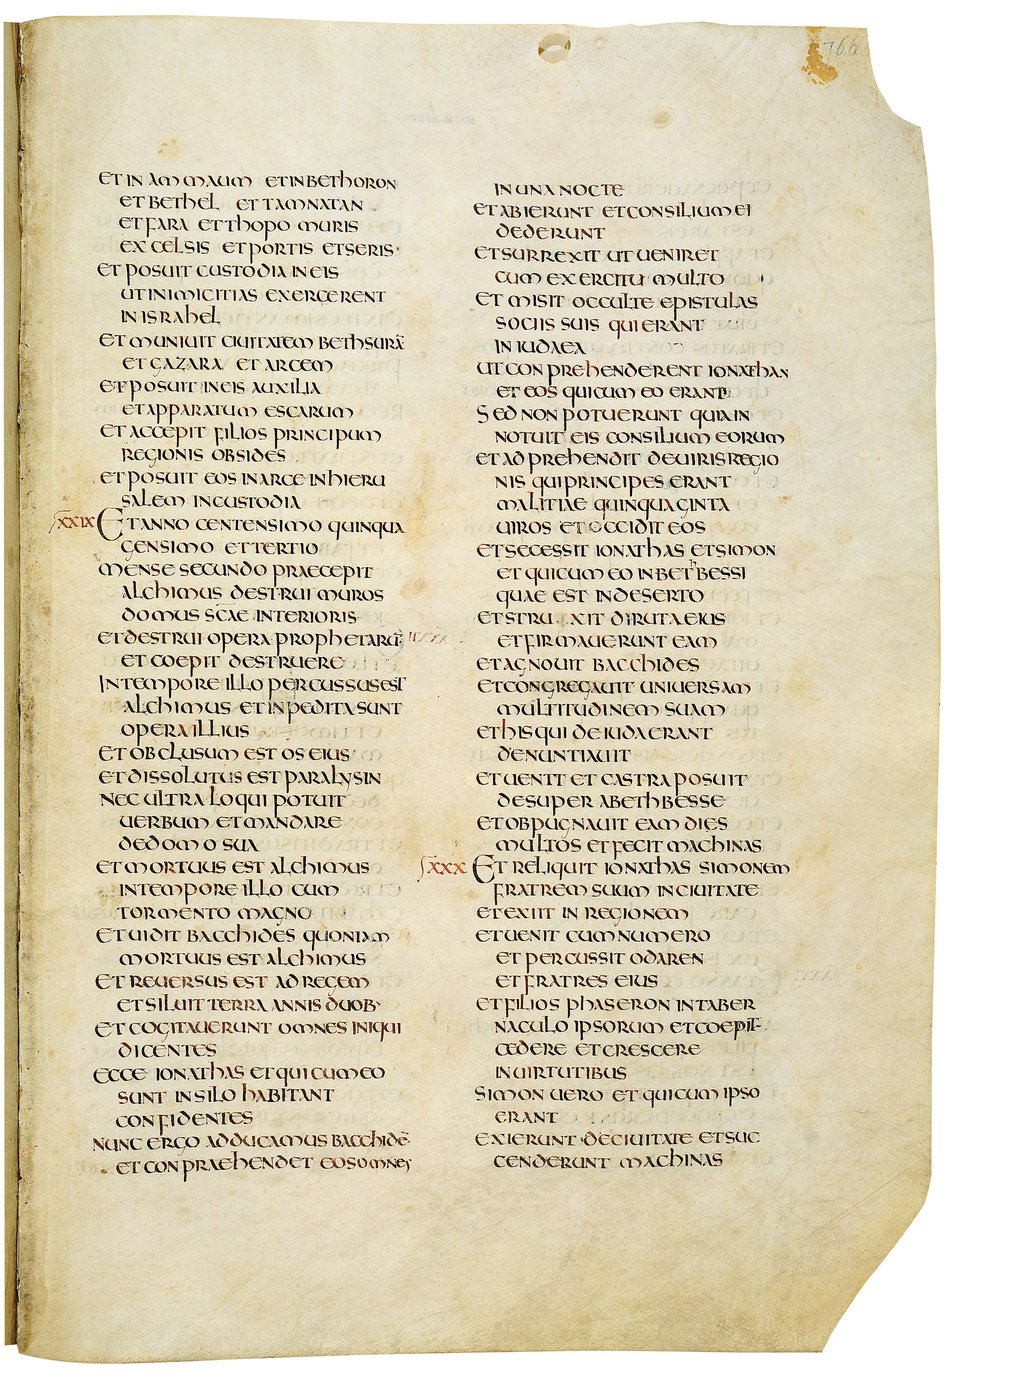 766
ET IN AMMAUM ET IN BETHORON
ET BETHEL ET TAMNATAN
ET FARA ET THOPO MURIS
EXCELSIS ET PORTIS ET SERIS
ET POSUIT CUSTODIA IN EIS
UT INIMICITIAS EXERCERENT
IN ISRAHEL
ET MUNIUIT CIUITATEM BETHSURĀ
ET GAZARA ET ARCEM
ET POSUIT IN EIS AUXILIA
ET APPARATUM ESCARUM
ET ACCEPIT FILIOS PRINCIPUM
REGIONIS OBSIDES
ET POSUIT EOS IN ARCE IN HIERU
SALEM IN CUSTODIA
XXIX ET ANNO CENTENSIMO QUINQUA
GENSIMO ET TERTIO
MENSE SECUNDO PRAECEPIT
ALCHIMUS DESTRUI MUROS
DOMUS SCAE INTERIORIS
ET DESTRUI OPERA PROPHETARŪ
ET COEPIT DESTRUERE
IN TEMPORE ILLO PERCUSSUS EST
ALCHIMUS ET INPEDITA SUNT
OPERA ILLIUS
ET OBCLUSUM EST OS EIUS
ET DISSOLUTUS EST PARALYSIN
NEC ULTRA LOQUI POTUIT
UERBUM ET MANDARE
DE DOMO SUA
ET MORTUUS EST ALCHIMUS
IN TEMPORE ILLO CUM
TORMENTO MAGNO
ET UIDIT BACCHIDES QUONIAM
MORTUUS EST ALCHIMUS
ET REUERSUS EST AD REGEM
ET SILUIT TERRA ANNIS DUOB·
ET COGITAUERUNT OMNES INIQUI
DICENTES
ECCE IONATHAS ET QUI CUM EO
SUNT IN SILO HABITANT
CONFIDENTES
NUNC ERGO ADDUCAMUS BACCHIDĒ
ET CONPRAEHENDET EOS OMNES
IN UNA NOCTE
ET ABIERUNT ET CONSILIUM EI
DEDERUNT
ET SURREXIT UT UENIRET
CUM EXERCITU MULTO
ET MISIT OCCULTE EPISTULAS
SOCIIS SUIS QUI ERANT
IN IUDAEA
UT CONPREHENDERENT IONATHAN
ET EOS QUI CUM EO ERANT
SED NON POTUERUNT QUIA IN
NOTUIT EIS CONSILIUM EORUM
ET ADPREHENDIT DE UIRIS REGIO
NIS QUI PRINCIPES ERANT
MALITIAE QUINQUAGINTA
UIROS ET OCCIDIT EOS
ET SECESSIT IONATHAS ET SIMON
ET QUI CUM EO IN BETHBESSI
QUAE EST IN DESERTO
ET STRUXIT DIRUTA EIUS
ET FIRMAUERUNT EAM
ET AGNOUIT BACCHIDES
ET CONGREGAUIT UNIUERSAM
MULTITUDINEM SUAM
ET HIS QUI DE IUDA ERANT
DENUNTIAUIT
ET UENIT ET CASTRA POSUIT
DESUPER A BETHBESSE
ET OBPUGNAUIT EAM DIES
MULTOS ET FECIT MACHINAS
XXX ET RELIQUIT IONATHAS SIMONEM
FRATREM SUUM IN CIUITATE
ET EXIIT IN REGIONEM
ET UENIT CUM NUMERO
ET PERCUSSIT ODAREN
ET FRATRES EIUS
ET FILIOS PHASERON IN TABER
NACULO IPSORUM ET COEPIT
CAEDERE ET CRESCERE
IN UIRTUTIBUS
SIMON UERO ET QUI CUM IPSO
ERANT
EXIERUNT DE CIUITATE ET SUC
CENDERUNT MACHINAS